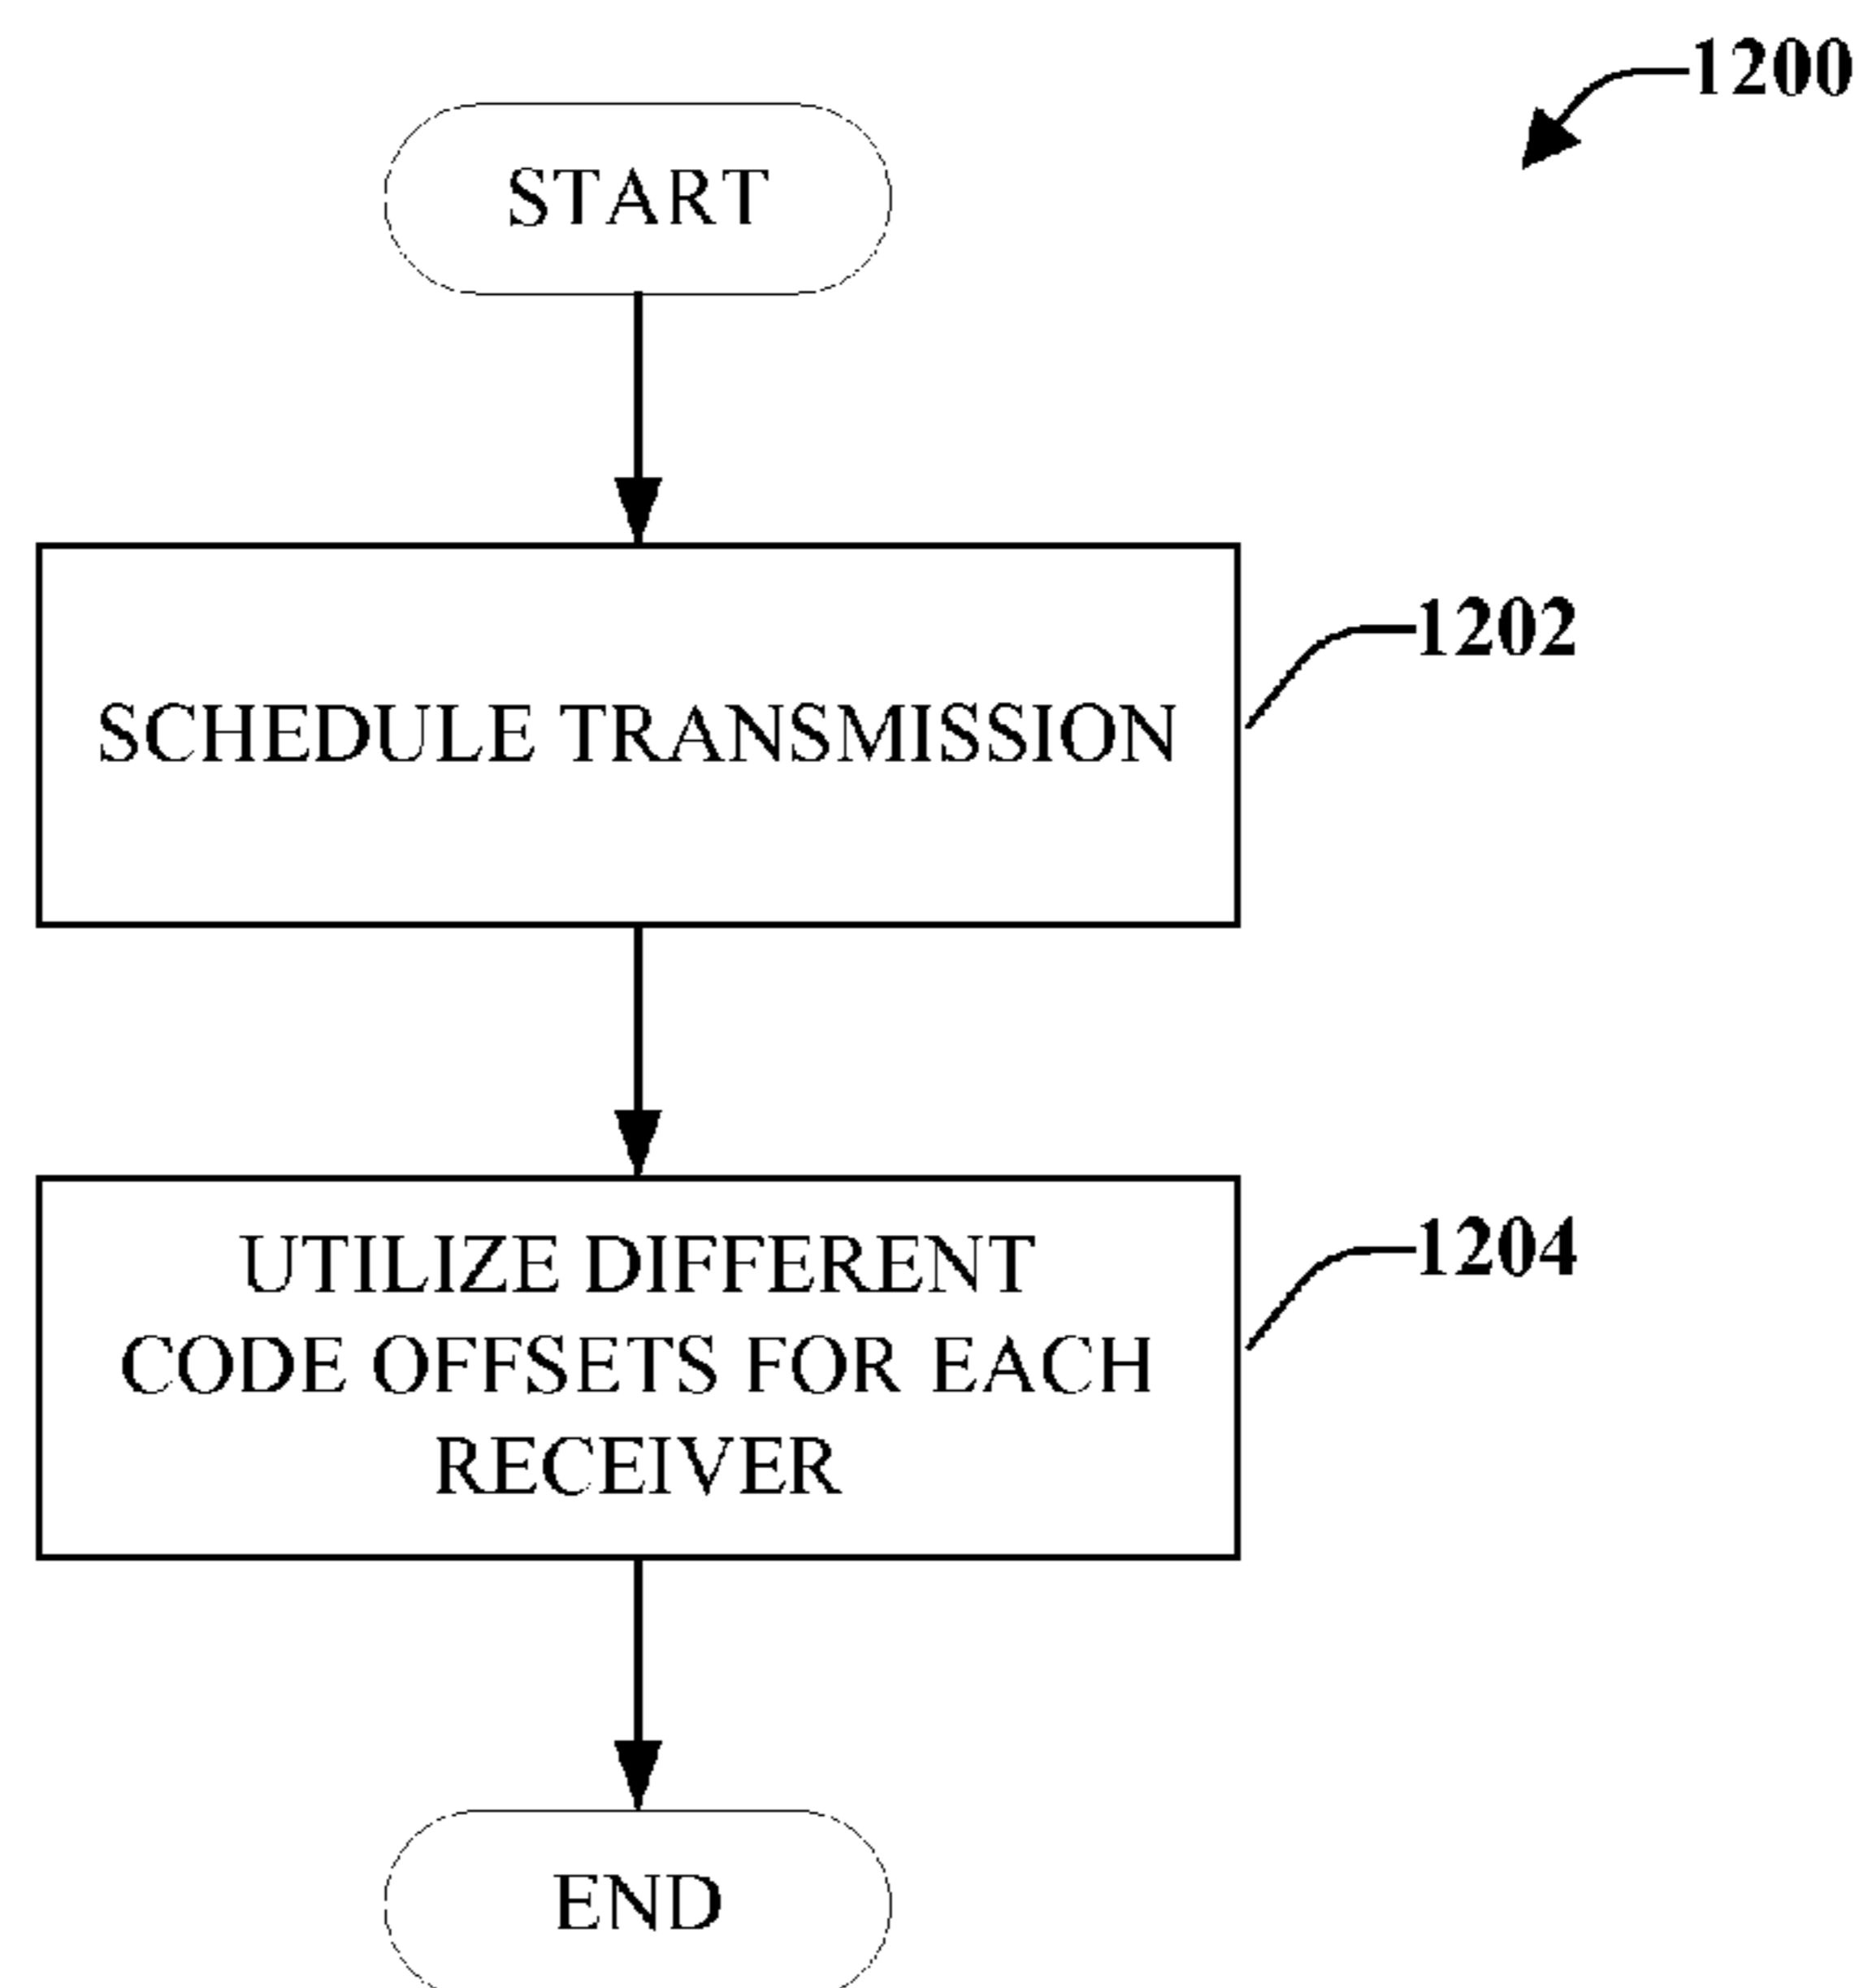 1200
START
1202
SCHEDULE TRANSMISSION
1204
UTILIZE DIFFERENT
CODE OFFSETS FOR EACH
RECEIVER
END